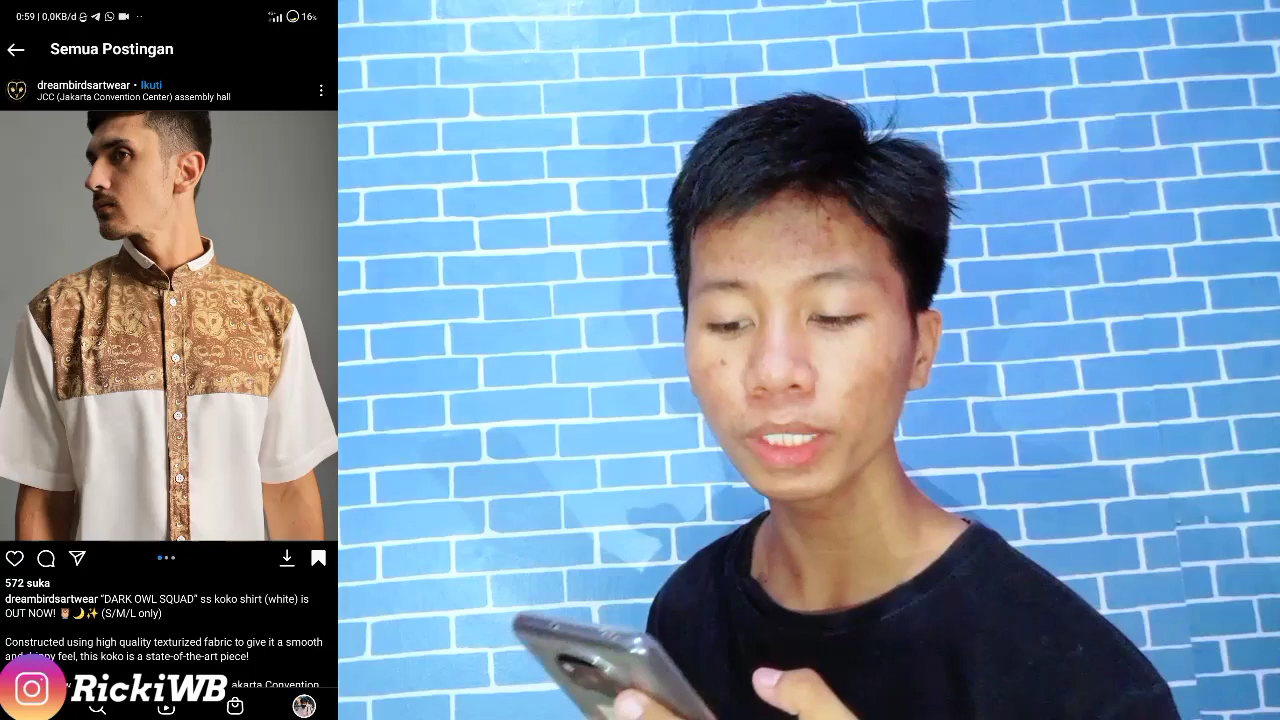 0:59 | 0,0KB/d
16%
Semua Postingan
dreambirdsartwear • Ikuti
JCC (Jakarta Convention Center) assembly hall
572 suka
dreambirdsartwear "DARK OWL SQUAD" ss koko shirt (white) is
OUT NOW! 🦉🌙✨ (S/M/L only)
Constructed using high quality texturized fabric to give it a smooth
and feel, this koko is a state-of-the-art piece!
akarta Convention
RickiWB